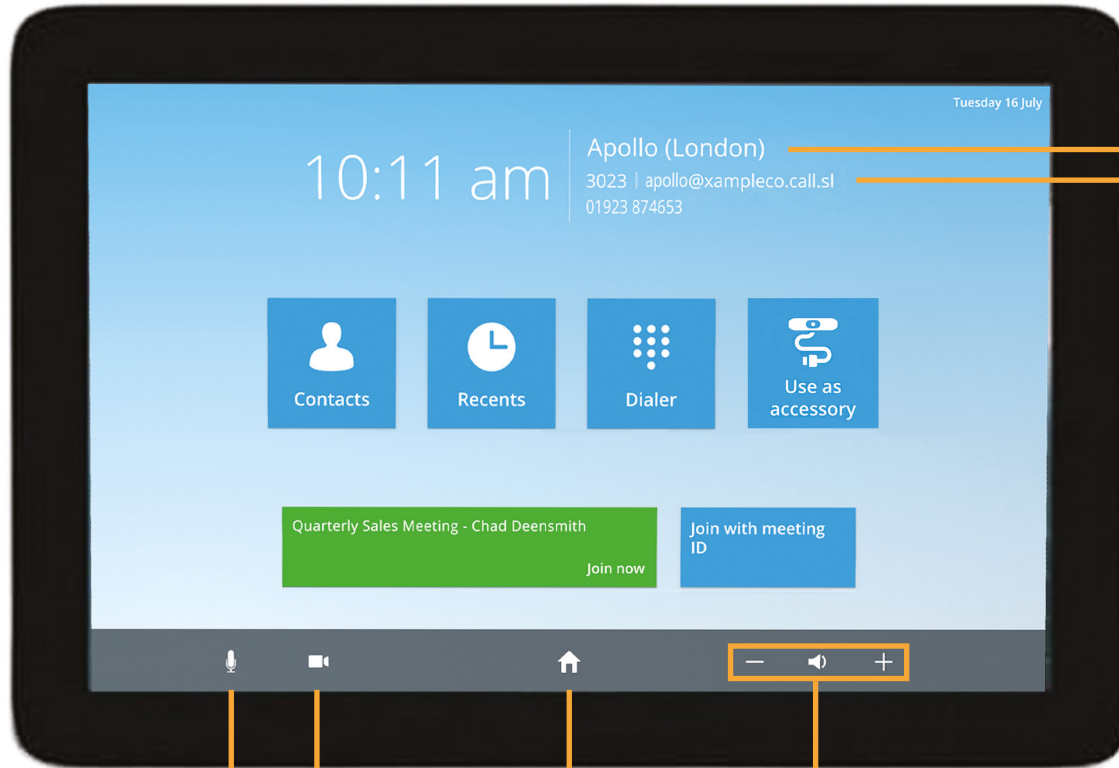 Tuesday 16 July
10:11 am
Apollo (London)
3023 | apollo@xampleco.call.sl
01923 874653
Contacts
Recents
Dialer
Use as
accessory
Quarterly Sales Meeting - Chad Deensmith
Join now
Join with meeting
ID